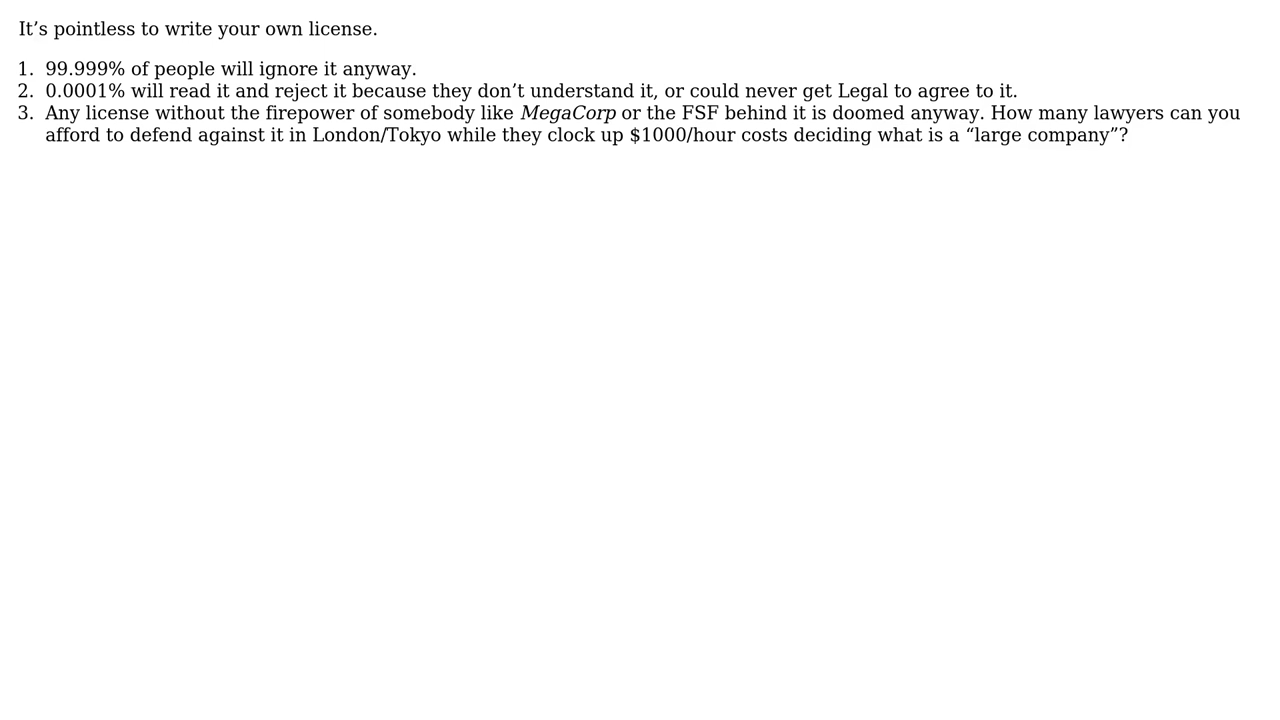 It’s pointless to write your own license.
1. 99.999% of people will ignore it anyway.
2. 0.0001% will read it and reject it because they don’t understand it, or could never get Legal to agree to it.
3. Any license without the firepower of somebody like MegaCorp or the FSF behind it is doomed anyway. How many lawyers can you
afford to defend against it in London/Tokyo while they clock up $1000/hour costs deciding what is a “large company”?